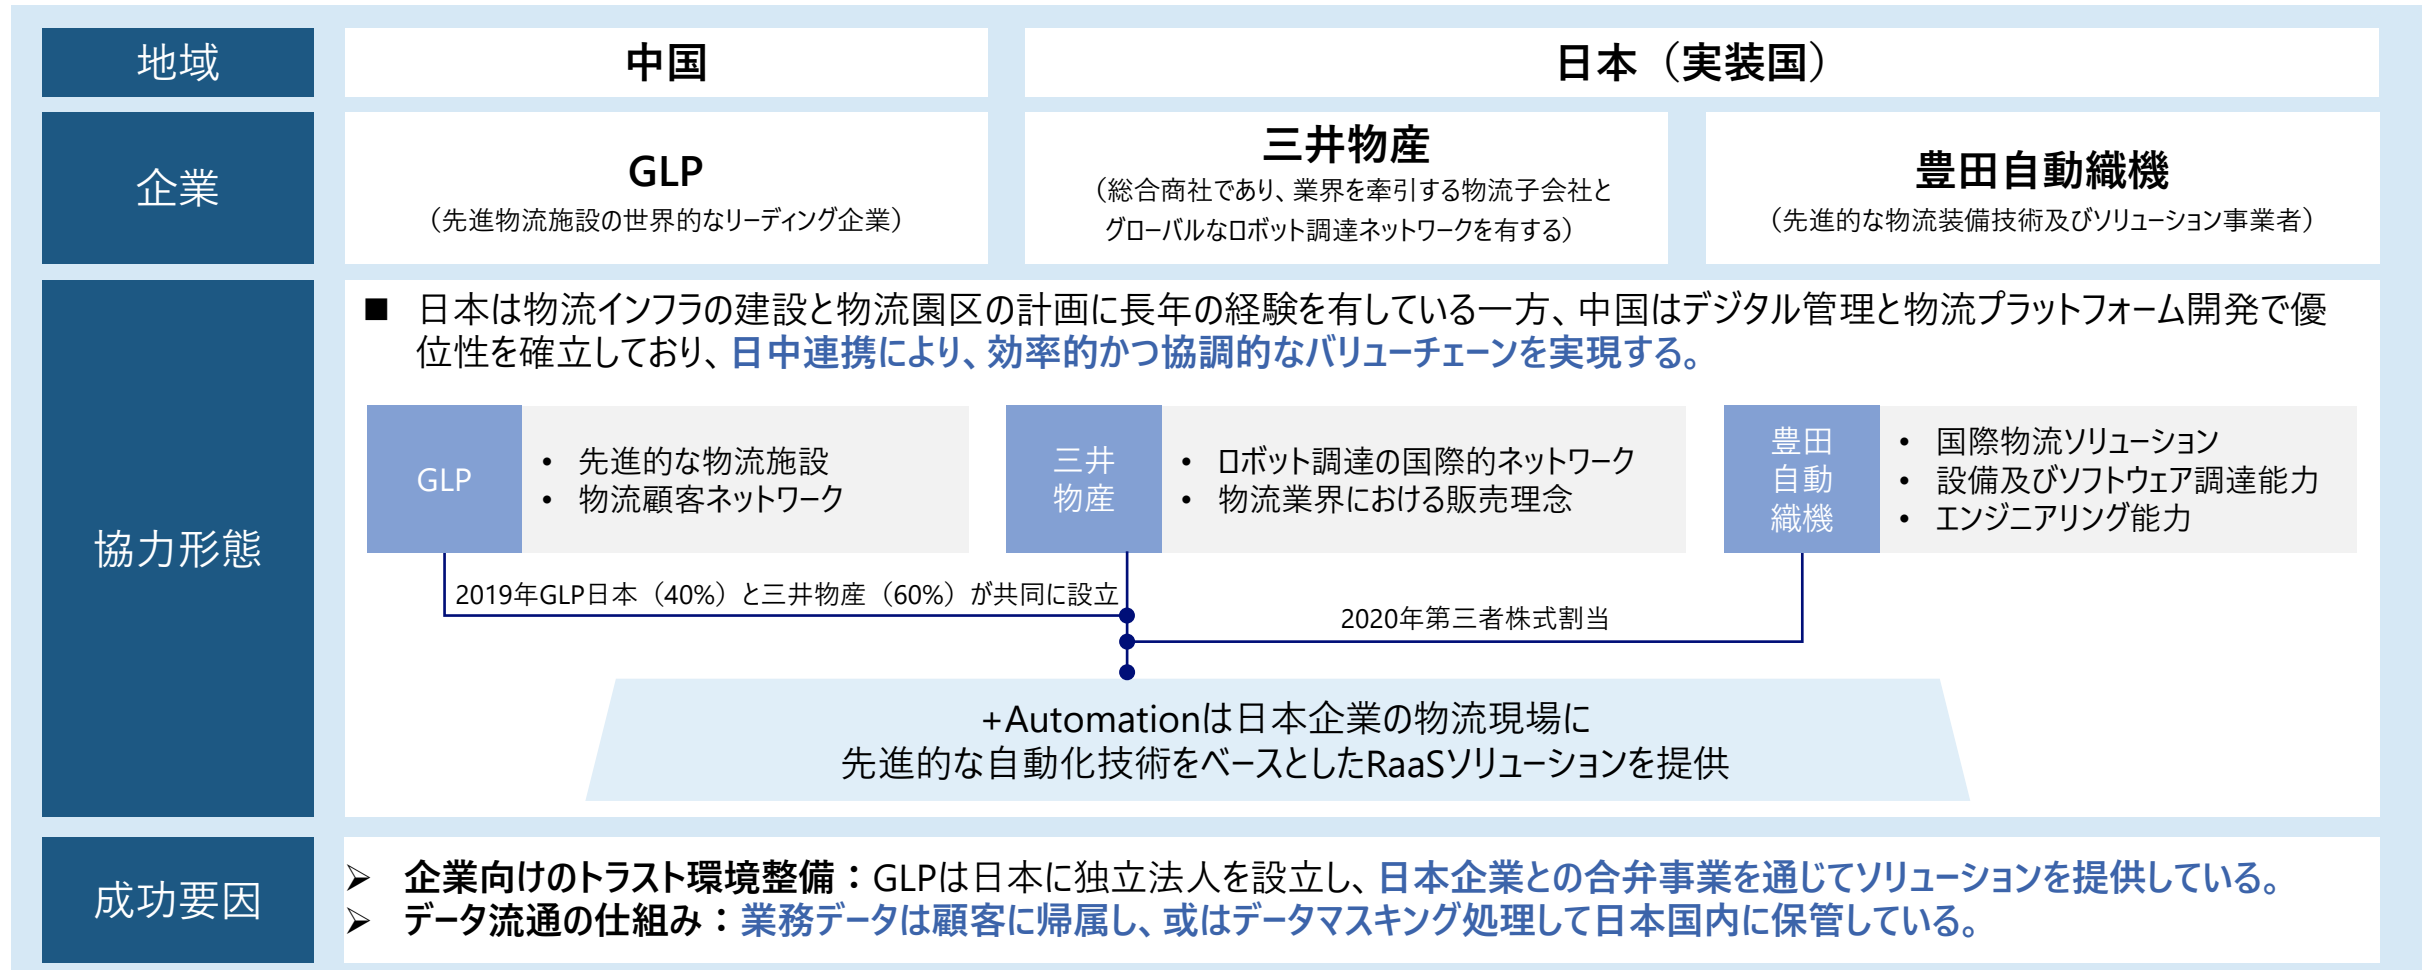 地域
中国
日本（実装国）
企業
GLP
（先進物流施設の世界的なリーディング企業）
三井物産
（総合商社であり、業界を牽引する物流子会社と
グローバルなロボット調達ネットワークを有する）
豊田自動織機
（先進的な物流装備技術及びソリューション事業者）
協力形態
■ 日本は物流インフラの建設と物流園区の計画に長年の経験を有している一方、中国はデジタル管理と物流プラットフォーム開発で優
位性を確立しており、日中連携により、効率的かつ協調的なバリューチェーンを実現する。
GLP
• 先進的な物流施設
• 物流顧客ネットワーク
三井
物産
• ロボット調達の国際的ネットワーク
• 物流業界における販売理念
豊田
自動
織機
• 国際物流ソリューション
• 設備及びソフトウェア調達能力
• エンジニアリング能力
2019年GLP日本（40%）と三井物産（60%）が共同に設立
2020年第三者株式割当
+Automationは日本企業の物流現場に
先進的な自動化技術をベースとしたRaaSソリューションを提供
成功要因
➢ 企業向けのトラスト環境整備：GLPは日本に独立法人を設立し、日本企業との合弁事業を通じてソリューションを提供している。
➢ データ流通の仕組み：業務データは顧客に帰属し、或はデータマスキング処理して日本国内に保管している。